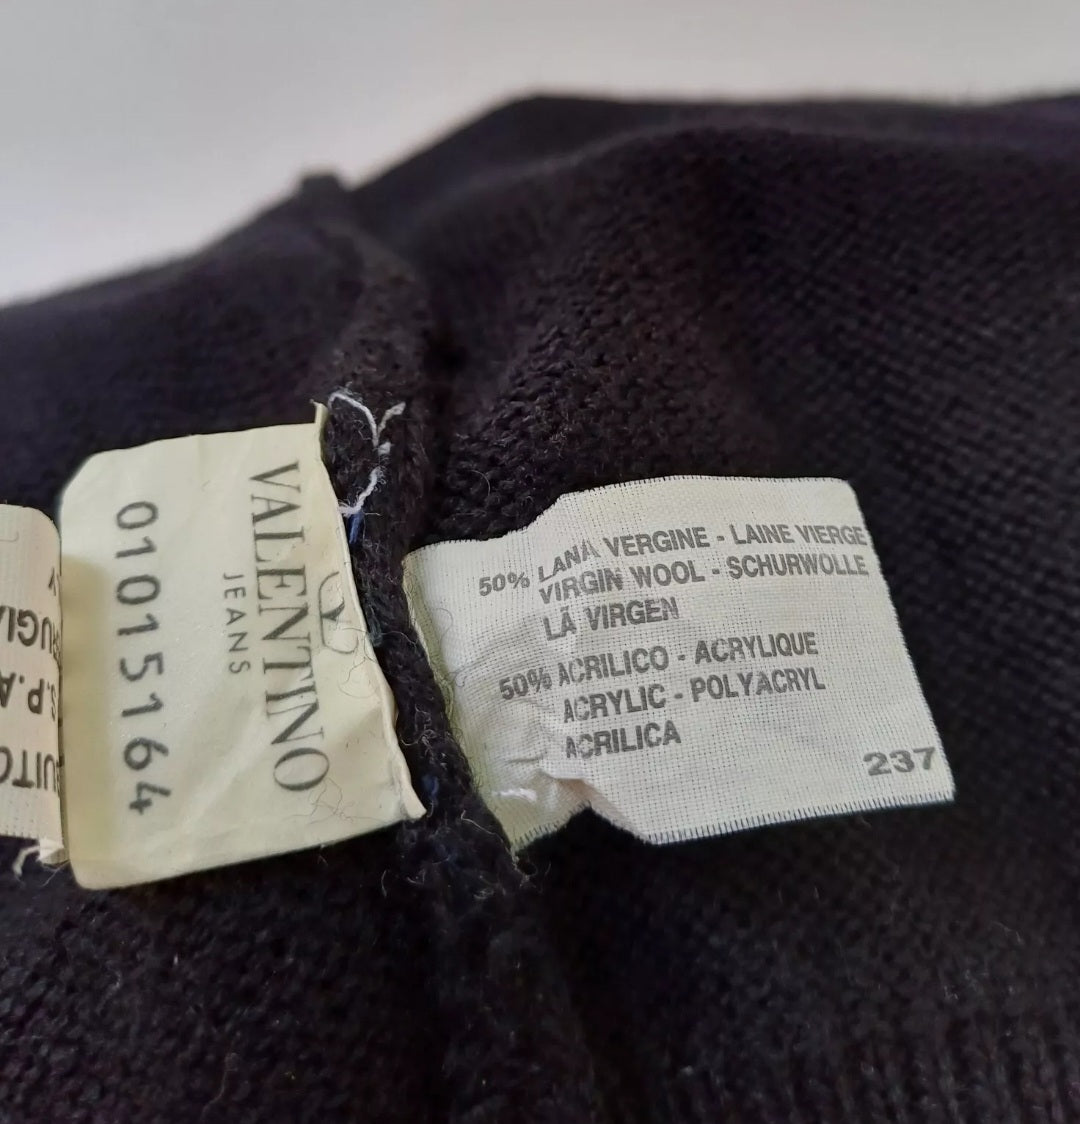 VALENTINO
JEANS
01015164
50% LANA VERGINE - LAINE VIERGE
VIRGIN WOOL - SCHURWOLLE
LÃ VIRGEN
50% ACRILICO - ACRYLIQUE
ACRYLIC - POLYACRYL
ACRILICA
237
S.P.A